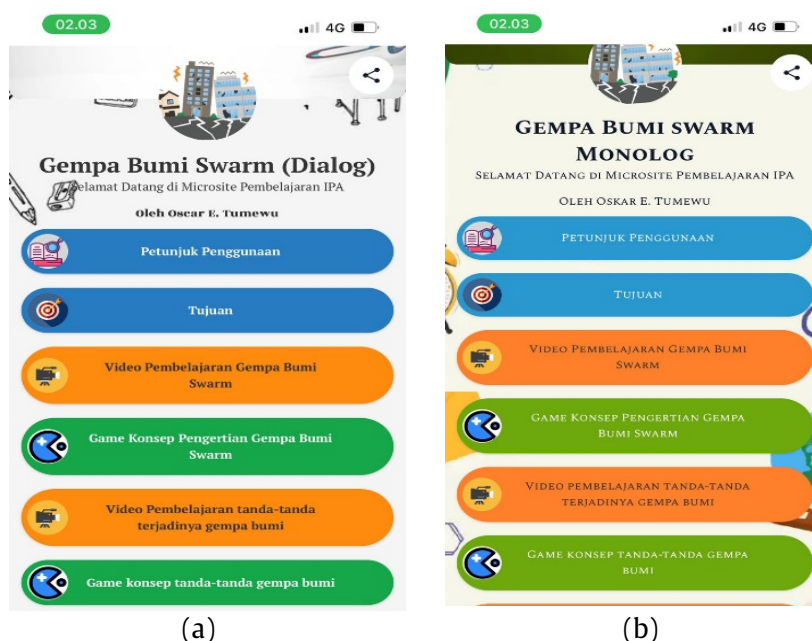 02.03
4G
Gempa Bumi Swarm (Dialog)
Selamat Datang di Microsite Pembelajaran IPA
Oleh Oscar E. Tumewu
Petunjuk Penggunaan
Tujuan
Video Pembelajaran Gempa Bumi
Swarm
Game Konsep Pengertian Gempa Bumi
Swarm
Video Pembelajaran tanda-tanda
terjadinya gempa bumi
Game konsep tanda-tanda gempa bumi
(a)
02.03
4G
GEMPA BUMI SWARM
MONOLOG
SELAMAT DATANG DI MICROSITE PEMBELAJARAN IPA
OLEH OSKAR E. TUMEWU
PETUNJUK PENGGUNAAN
TUJUAN
VIDEO PEMBELAJARAN GEMPA BUMI
SWARM
GAME KONSEP PENGERTIAN GEMPA
BUMI SWARM
VIDEO PEMBELAJARAN TANDA-TANDA
TERJADINYA GEMPA BUMI
GAME KONSEP TANDA-TANDA GEMPA
BUMI
(b)